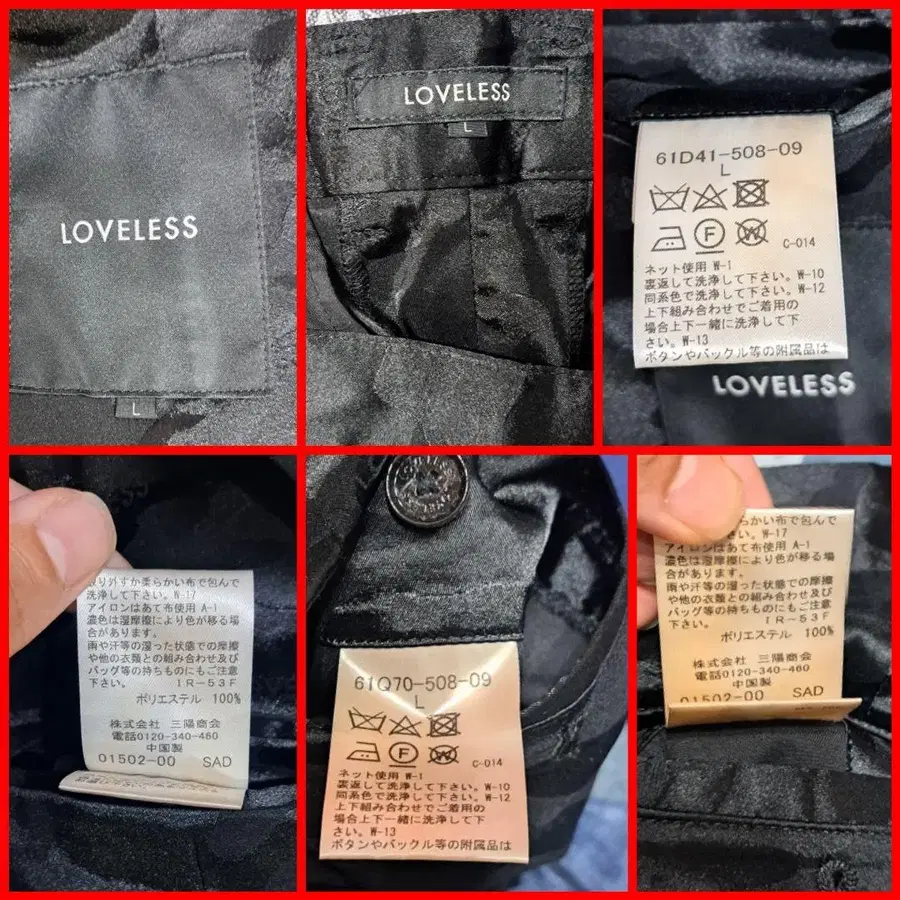 LOVELESS
L
LOVELESS
L
61D41-508-09
L
F
W
C-014
ネット使用 W-1
裏返して洗浄して下さい。W-10
同系色で洗浄して下さい。W-12
上下組み合わせでご着用の
場合上下一緒に洗浄して下
さい。W-13
ボタンやバックル等の附属品は
LOVELESS
取り外すか柔らかい布で包んで
洗浄して下さい。W-17
アイロンはあて布使用 A-1
濃色は湿摩擦により色が移る場
合があります。
雨や汗等の湿った状態での摩擦
や他の衣類との組み合わせ及び
バッグ等の持ちものにもご注意
下さい。 IR-53F
ポリエステル 100%
株式会社 三陽商会
電話0120-340-460
中国製
01502-00 SAD
61Q70-508-09
L
F
W
C-014
ネット使用 W-1
裏返して洗浄して下さい。W-10
同系色で洗浄して下さい。W-12
上下組み合わせでご着用の
場合上下一緒に洗浄して下
さい。W-13
ボタンやバックル等の附属品は
らかい布で包んで
い。W-17
アイロンはあて布使用 A-1
濃色は湿摩擦により色が移る場
合があります。
雨や汗等の湿った状態での摩擦
や他の衣類との組み合わせ及び
バッグ等の持ちものにもご注意
下さい。 IR-53F
ポリエステル 100%
株式会社 三陽商会
電話0120-340-460
中国製
01502-00 SAD